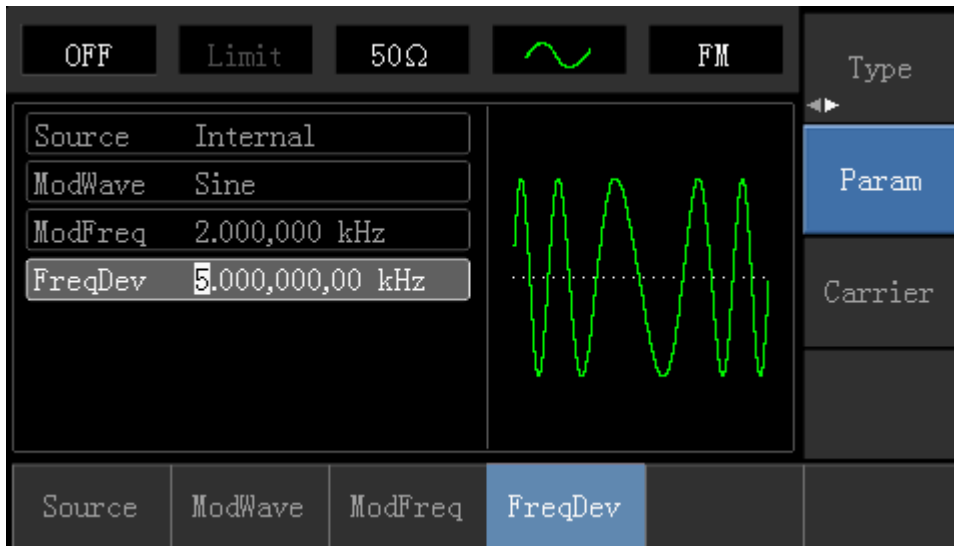 OFF Limit 50Ω FM
Type
Source Internal
ModWave Sine
ModFreq 2.000,000 kHz
FreqDev 5.000,000,00 kHz
Param
Carrier
Source ModWave ModFreq FreqDev